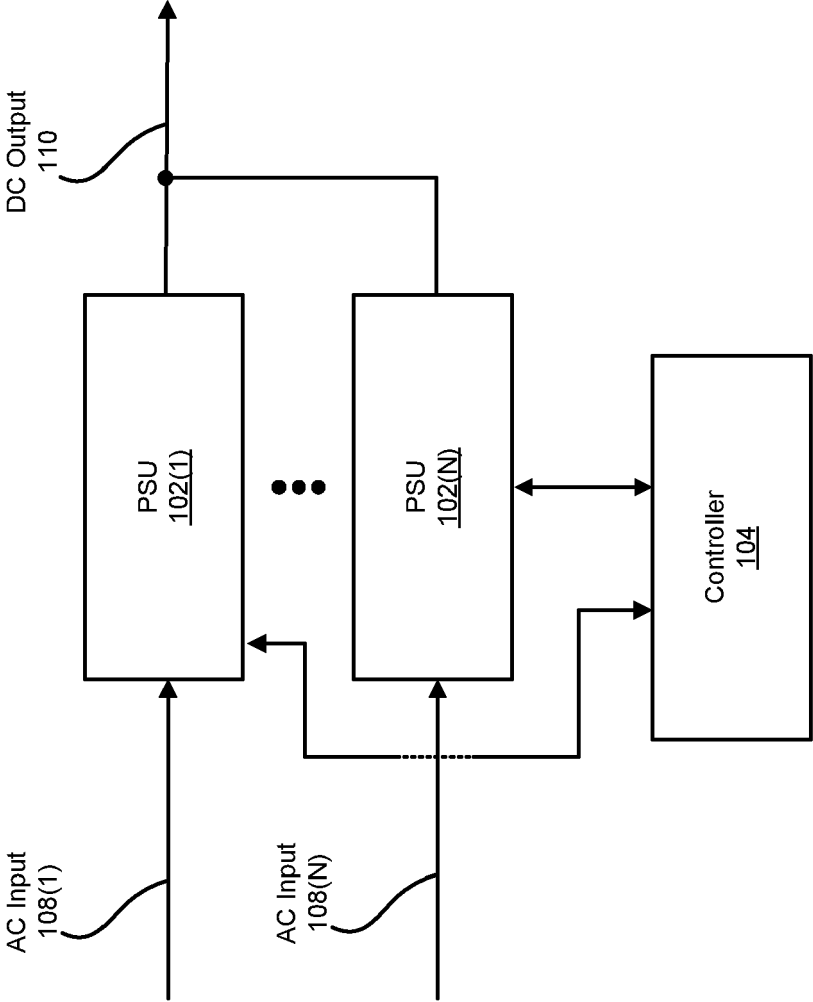 AC Input
108(1)
PSU
102(1)
DC Output
110
AC Input
108(N)
PSU
102(N)
Controller
104